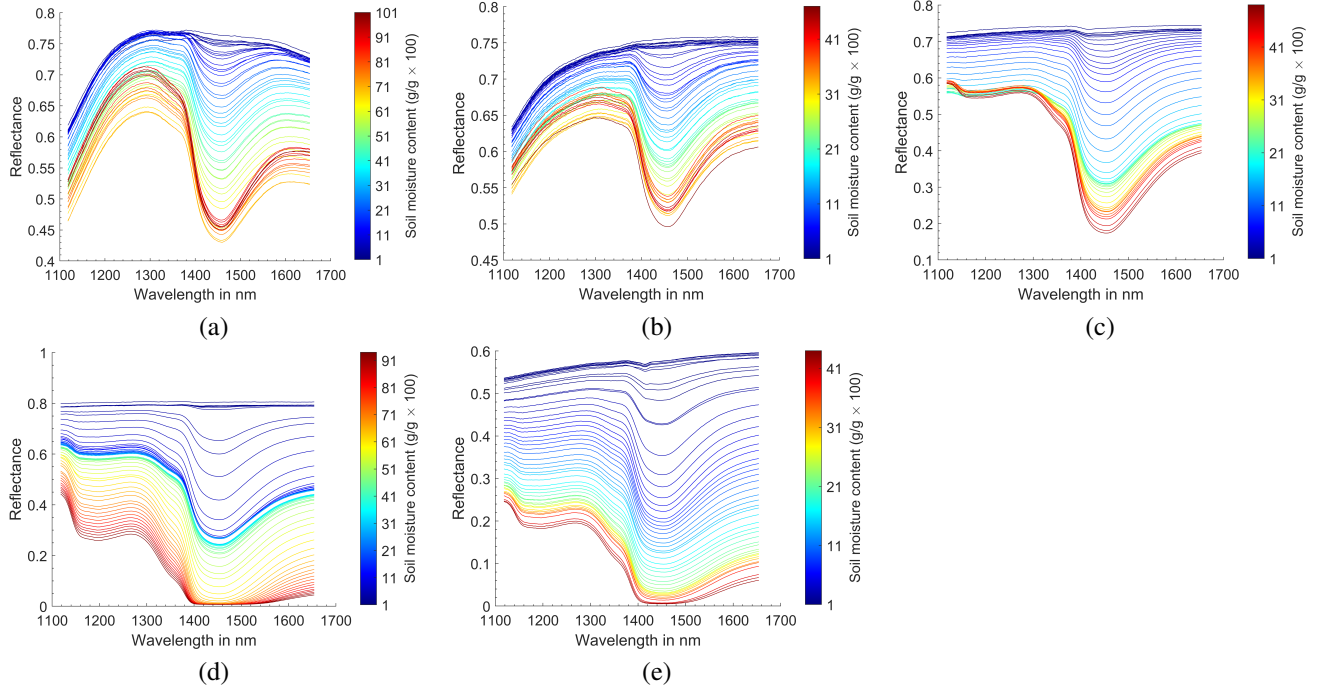 0.8
0.75
0.7
0.65
0.6
0.55
0.5
0.45
0.4
Reflectance
1100 1200 1300 1400 1500 1600 1700
Wavelength in nm
101
91
81
71
61
51
41
31
21
11
1
Soil moisture content (g/g × 100)
(a)
0.8
0.75
0.7
0.65
0.6
0.55
0.5
0.45
Reflectance
1100 1200 1300 1400 1500 1600 1700
Wavelength in nm
41
31
21
11
1
Soil moisture content (g/g × 100)
(b)
0.8
0.7
0.6
0.5
0.4
0.3
0.2
0.1
Reflectance
1100 1200 1300 1400 1500 1600 1700
Wavelength in nm
41
31
21
11
1
Soil moisture content (g/g × 100)
(c)
1
0.8
0.6
0.4
0.2
0
Reflectance
1100 1200 1300 1400 1500 1600 1700
Wavelength in nm
91
81
71
61
51
41
31
21
11
1
Soil moisture content (g/g × 100)
(d)
0.6
0.5
0.4
0.3
0.2
0.1
0
Reflectance
1100 1200 1300 1400 1500 1600 1700
Wavelength in nm
41
31
21
11
1
Soil moisture content (g/g × 100)
(e)